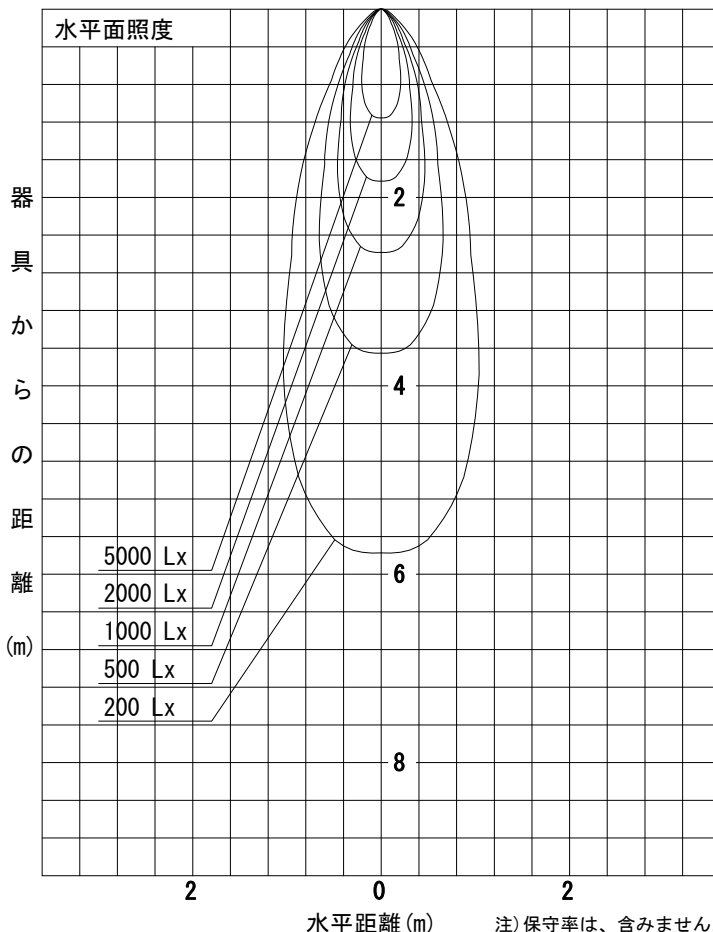 水平面照度
器具からの距離(m)
2
4
6
8
5000 Lx
2000 Lx
1000 Lx
500 Lx
200 Lx
2 0 2
水平距離(m)
注)保守率は、含みません